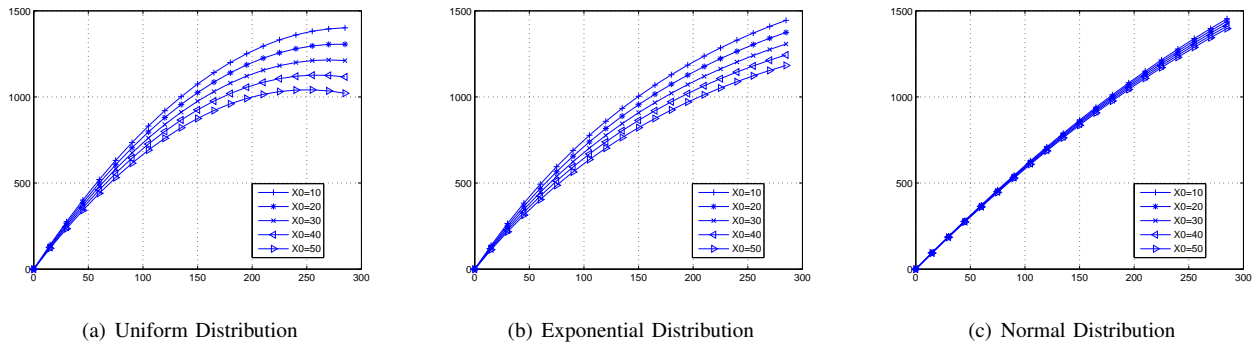 1500
1000
500
0
0 50 100 150 200 250 300
X0=10
X0=20
X0=30
X0=40
X0=50
(a) Uniform Distribution
1500
1000
500
0
0 50 100 150 200 250 300
X0=10
X0=20
X0=30
X0=40
X0=50
(b) Exponential Distribution
1500
1000
500
0
0 50 100 150 200 250 300
X0=10
X0=20
X0=30
X0=40
X0=50
(c) Normal Distribution